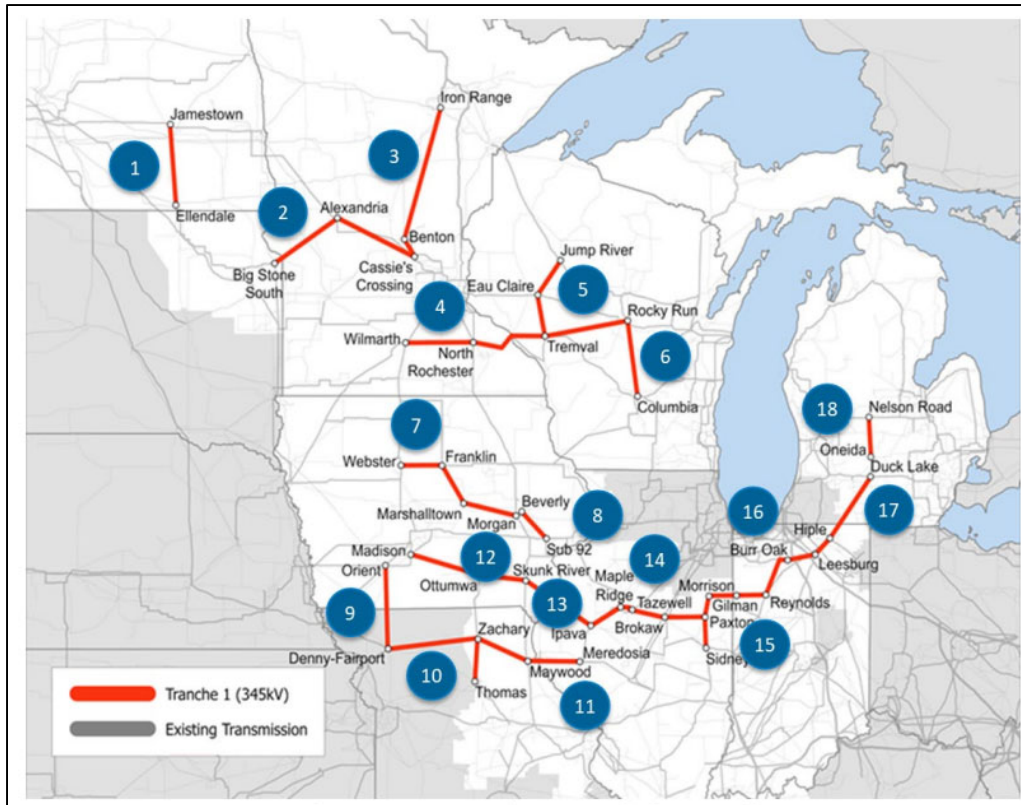 Iron Range
Jamestown
3
1
Ellendale
2
Alexandria
Benton
Jump River
Big Stone
South
Cassie's
Crossing
Eau Claire
5
4
Rocky Run
Wilmarth
North
Rochester
Tremval
6
Columbia
18
Nelson Road
7
Oneida
Webster
Franklin
Duck Lake
Beverly
17
Marshalltown
Morgan
8
16
Hiple
Sub 92
Burr Oak
Leesburg
Madison
12
14
Orient
Ottumwa
Skunk River
Maple
Ridge
Morrison
13
Tazewell
Gilman
Reynolds
9
Ipava
Brokaw
Paxton
Zachary
15
Denny-Fairport
Meredosia
Sidney
10
Maywood
Thomas
11
Tranche 1 (345kV)
Existing Transmission